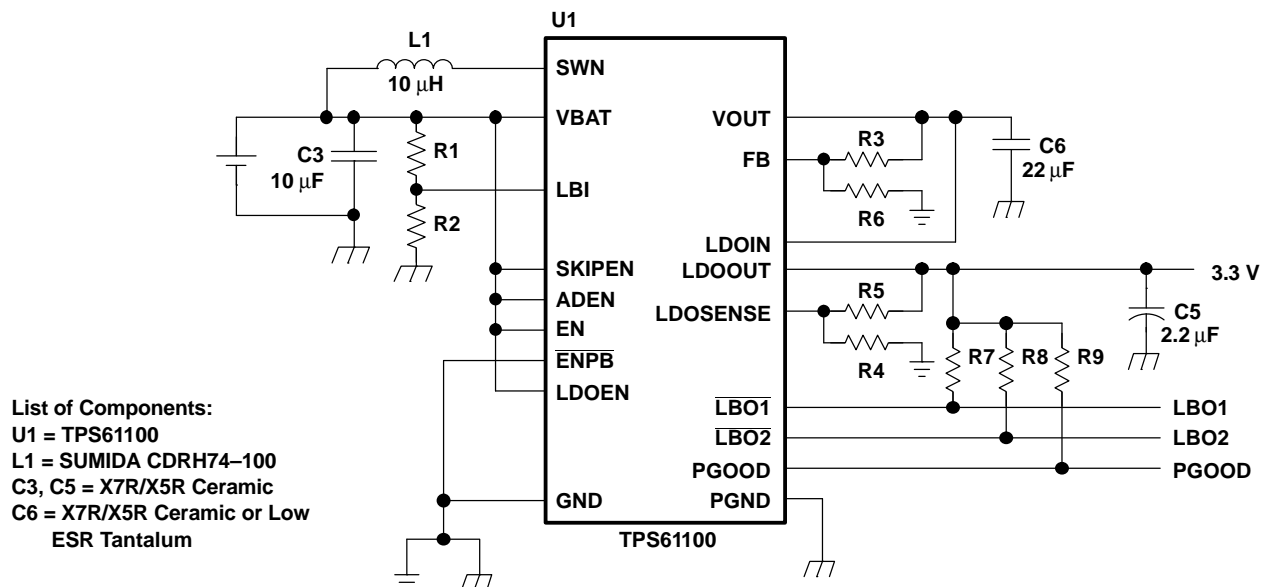 U1
L1
10 μH
SWN
VBAT
VOUT
C3
10 μF
R1
R3
FB
C6
22 μF
LBI
R2
R6
LDOIN
SKIPEN
LDOOUT
3.3 V
ADEN
R5
LDOSENSE
C5
2.2 μF
EN
ENPB
R4
R7
R8
R9
LDOEN
LBO1
LBO1
LBO2
LBO2
PGOOD
PGOOD
GND
PGND
TPS61100
List of Components:
U1 = TPS61100
L1 = SUMIDA CDRH74–100
C3, C5 = X7R/X5R Ceramic
C6 = X7R/X5R Ceramic or Low
ESR Tantalum